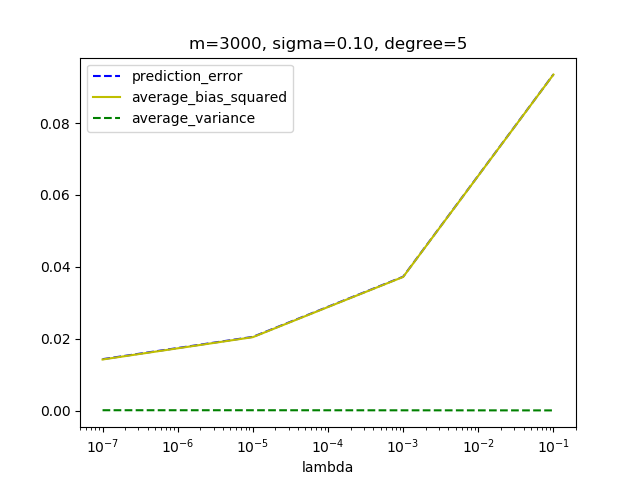 m=3000, sigma=0.10, degree=5
prediction_error
average_bias_squared
average_variance
0.08
0.06
0.04
0.02
0.00
10⁻⁷ 10⁻⁶ 10⁻⁵ 10⁻⁴ 10⁻³ 10⁻² 10⁻¹
lambda